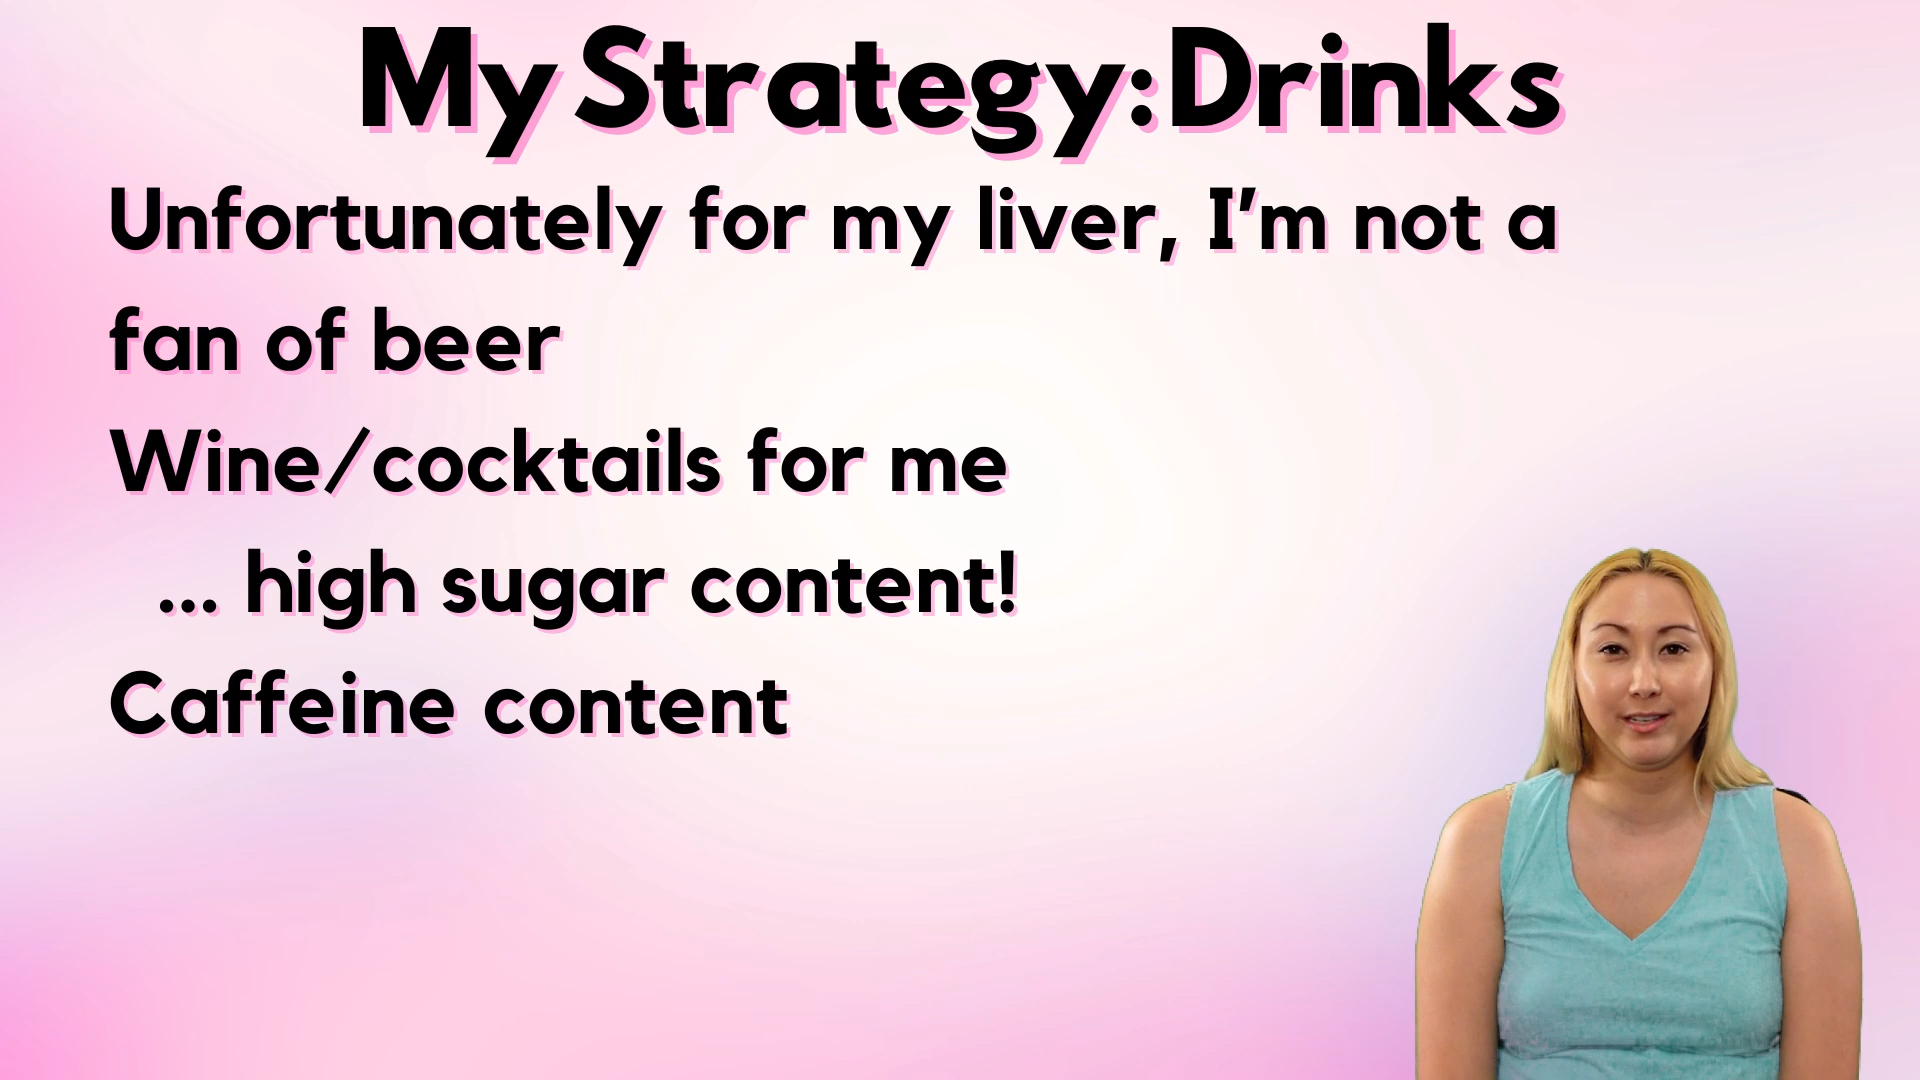 My Strategy: Drinks
Unfortunately for my liver, I’m not a
fan of beer
Wine/cocktails for me
... high sugar content!
Caffeine content